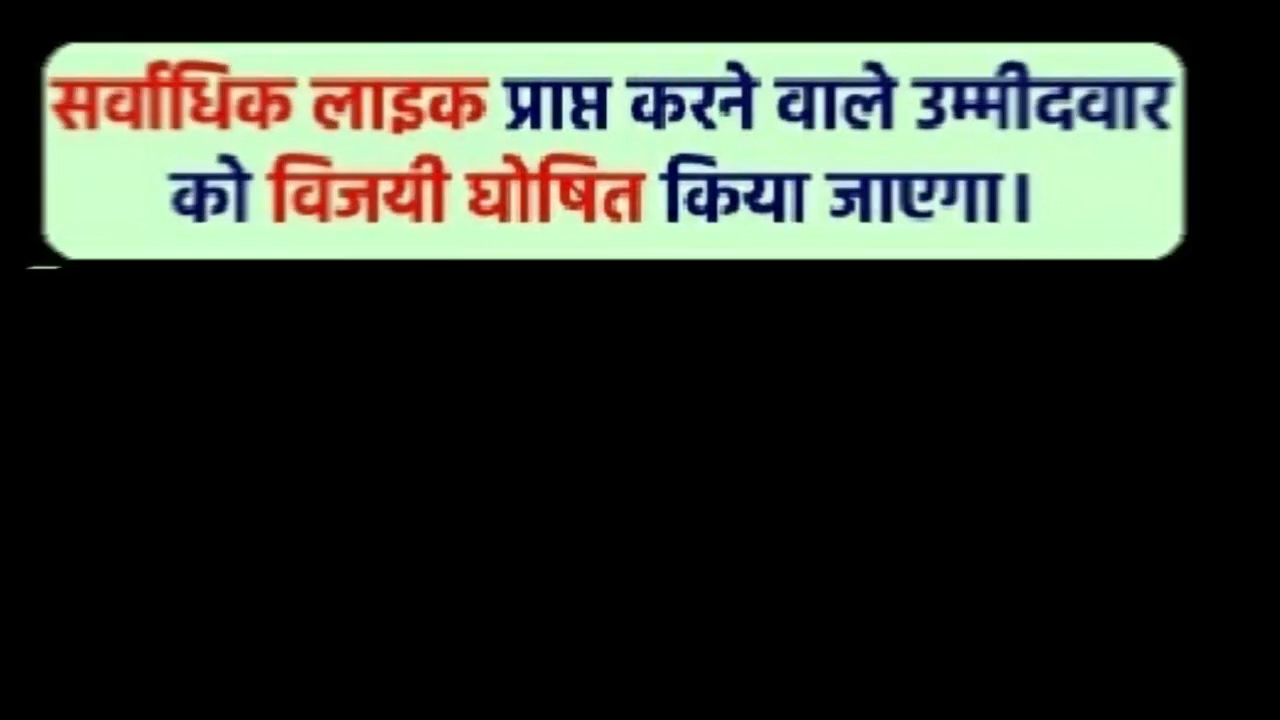 सर्वाधिक लाइक प्राप्त करने वाले उम्मीदवार
को विजयी घोषित किया जाएगा।